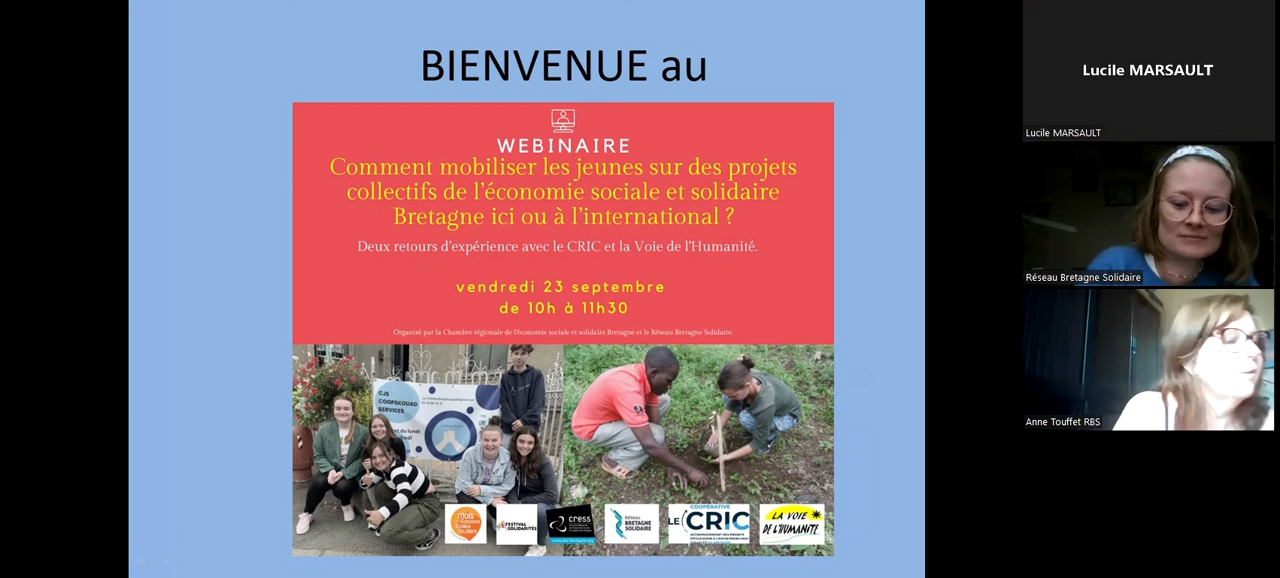 BIENVENUE au
WEBINAIRE
Comment mobiliser les jeunes sur des projets
collectifs de l'économie sociale et solidaire
Bretagne ici ou à l'international ?
Deux retours d'expérience avec le CRIC et la Voie de l'Humanité.
vendredi 23 septembre
de 10h à 11h30
Organisé par la Chambre régionale de l'économie sociale et solidaire Bretagne et le Réseau Bretagne Solidaire.
CJS
COOPSKOUAD
SERVICES
mois
FESTIVAL
SOLIDARITÉS
cress
Réseau
BRETAGNE
SOLIDAIRE
COOPÉRATIVE
LE CRIC
LA VOIE
DE L'HUMANITÉ
Lucile MARSAULT
Lucile MARSAULT
Réseau Bretagne Solidaire
Anne Touffet RBS